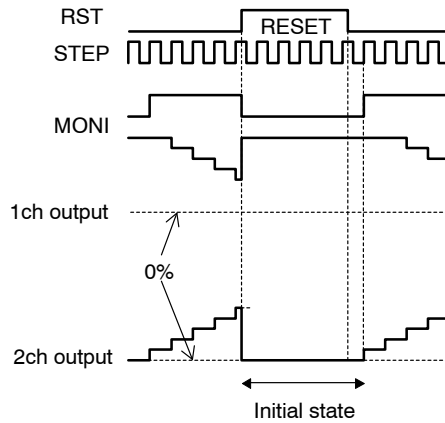 RST
RESET
STEP
MONI
1ch output
0%
2ch output
Initial state